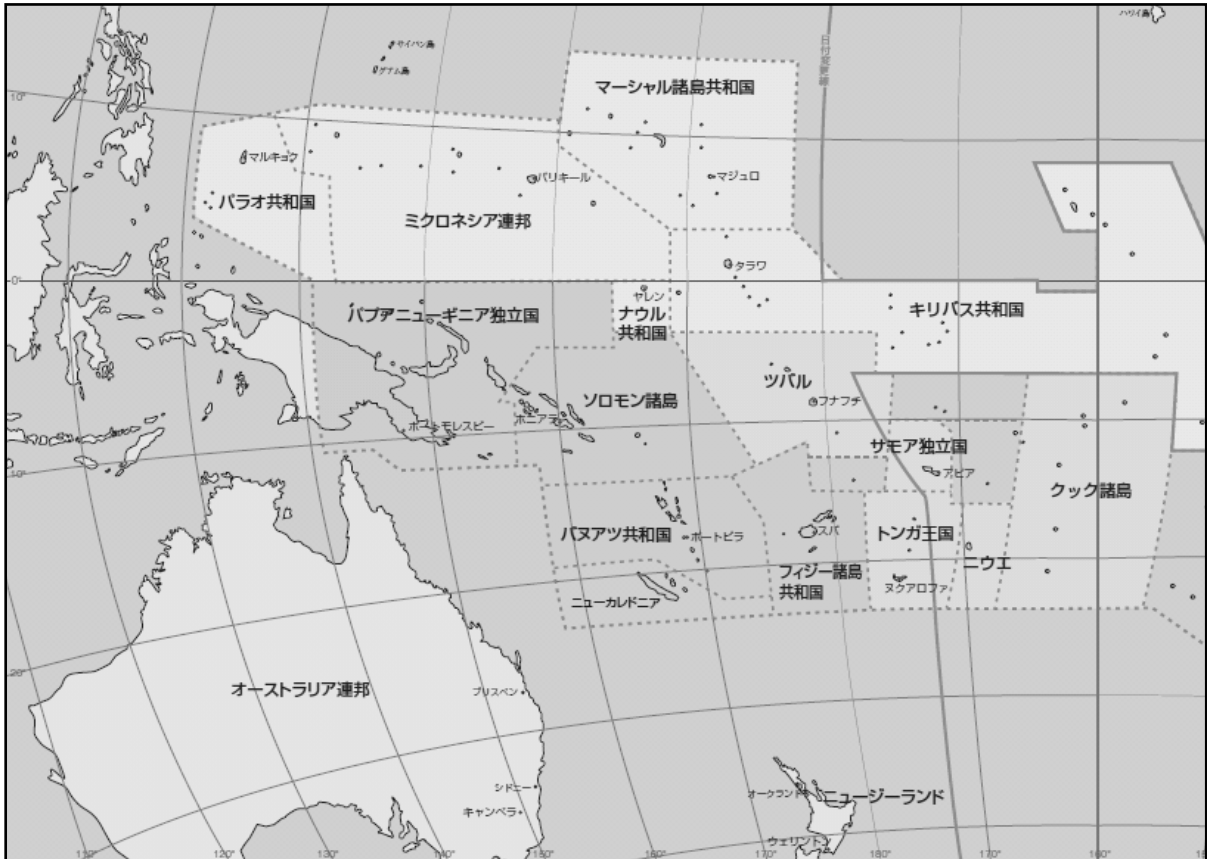 ハワイ島
サイパン島
グアム島
日付変更線
マーシャル諸島共和国
10°
マルキョク
パリキール
マジュロ
パラオ共和国
ミクロネシア連邦
タラワ
0°
ヤレン
ナウル
共和国
キリバス共和国
パプアニューギニア独立国
ツバル
ソロモン諸島
フナフチ
ポートモレスビー
ホニアラ
サモア独立国
アピア
10°
クック諸島
バヌアツ共和国
ポートビラ
スバ
トンガ王国
ニウエ
フィジー諸島
共和国
ヌクアロファ
ニューカレドニア
20°
オーストラリア連邦
ブリスベン
シドニー
キャンベラ
オークランド
ニュージーランド
ウェリントン
110°
120°
130°
140°
150°
160°
170°
180°
170°
160°